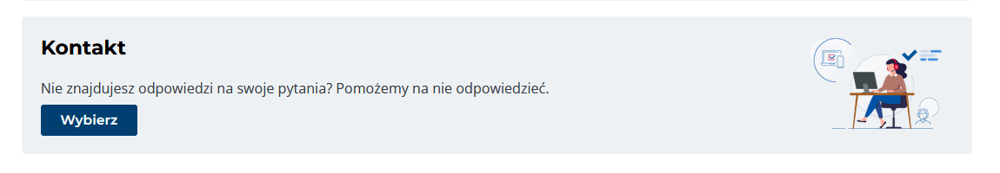 Kontakt
Nie znajdujesz odpowiedzi na swoje pytania? Pomożemy na nie odpowiedzieć.
Wybierz